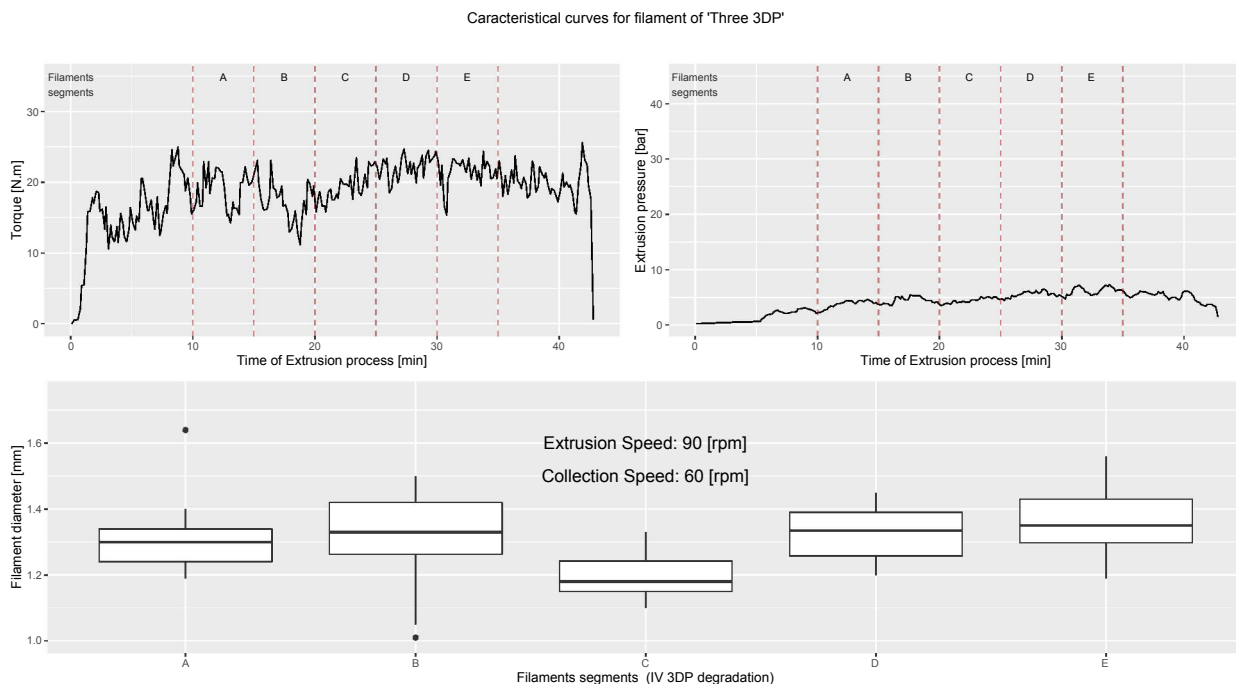 Caracteristical curves for filament of 'Three 3DP'
Filaments
segments
A B C D E
30
20
10
0
Torque [N.m]
0 10 20 30 40
Time of Extrusion process [min]
Filaments
segments
A B C D E
40
30
20
10
0
Extrusion pressure [bar]
0 10 20 30 40
Time of Extrusion process [min]
Extrusion Speed: 90 [rpm]
Collection Speed: 60 [rpm]
1.6
1.4
1.2
1.0
Filament diameter [mm]
A B C D E
Filaments segments (IV 3DP degradation)